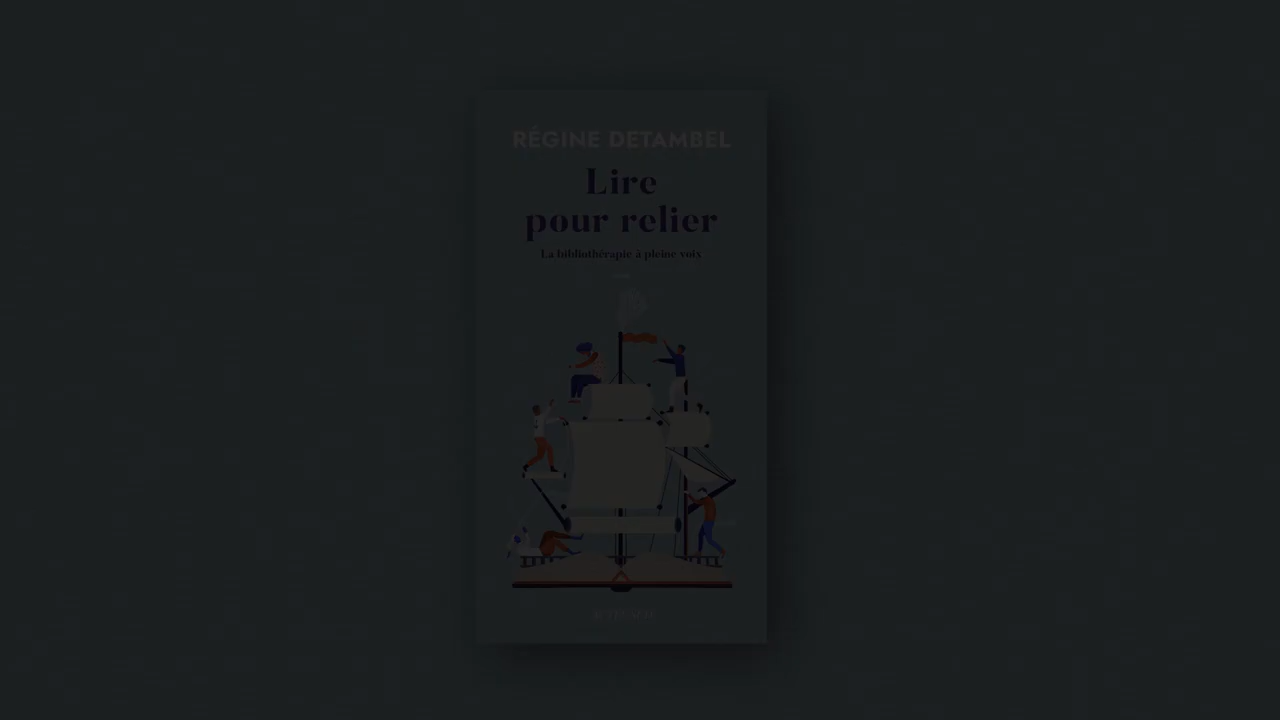 RÉGINE DETAMBEL
Lire
pour relier
La bibliothérapie à pleine voix